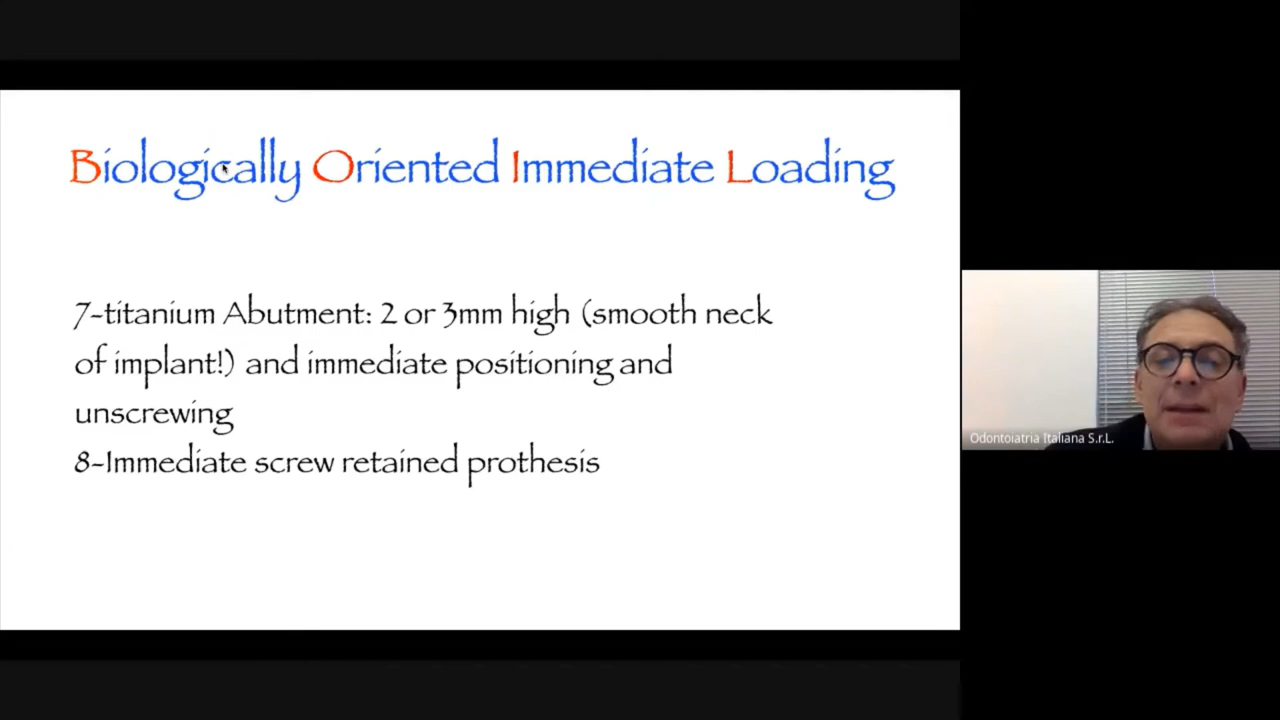 Biologically Oriented Immediate Loading
7-titanium Abutment: 2 or 3mm high (smooth neck
of implant!) and immediate positioning and
unscrewing
8-Immediate screw retained prothesis
Odontoiatria Italiana S.r.L.